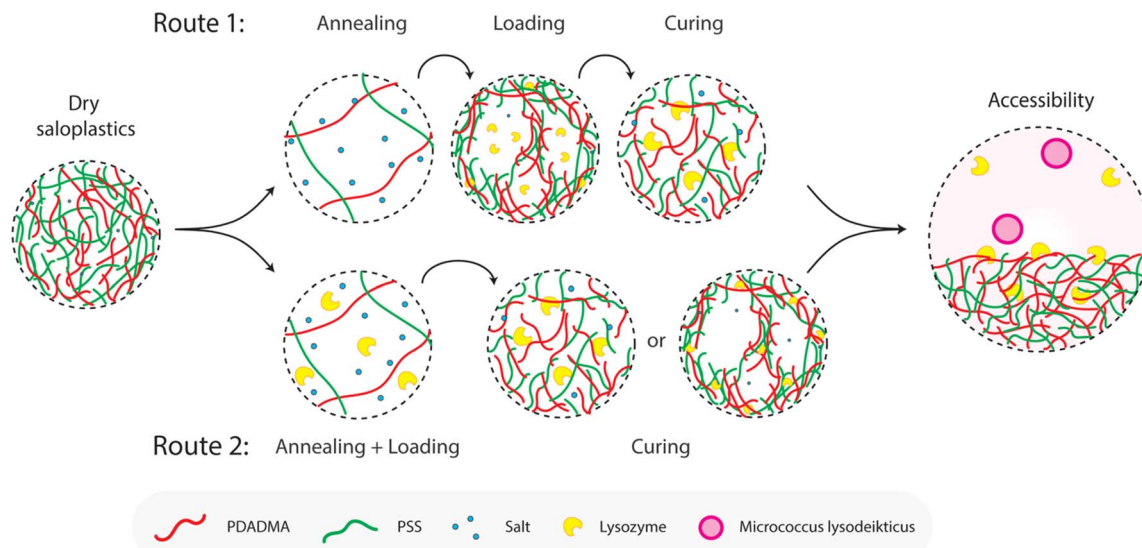 Route 1:
Annealing
Loading
Curing
Dry
saloplastics
Accessibility
or
Route 2:
Annealing + Loading
Curing
PDADMA
PSS
Salt
Lysozyme
Micrococcus lysodeikticus